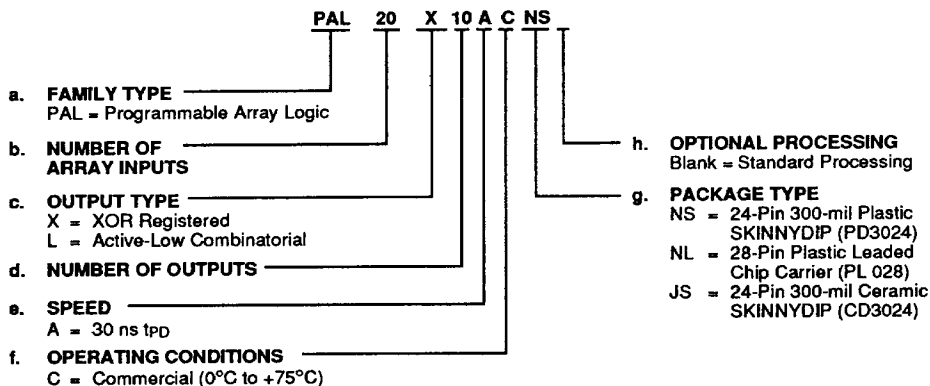 PAL 20 X 10 A C NS
a. FAMILY TYPE
PAL = Programmable Array Logic
b. NUMBER OF
ARRAY INPUTS
c. OUTPUT TYPE
X = XOR Registered
L = Active-Low Combinatorial
d. NUMBER OF OUTPUTS
e. SPEED
A = 30 ns tPD
f. OPERATING CONDITIONS
C = Commercial (0°C to +75°C)
h. OPTIONAL PROCESSING
Blank = Standard Processing
g. PACKAGE TYPE
NS = 24-Pin 300-mil Plastic
SKINNYDIP (PD3024)
NL = 28-Pin Plastic Leaded
Chip Carrier (PL 028)
JS = 24-Pin 300-mil Ceramic
SKINNYDIP (CD3024)